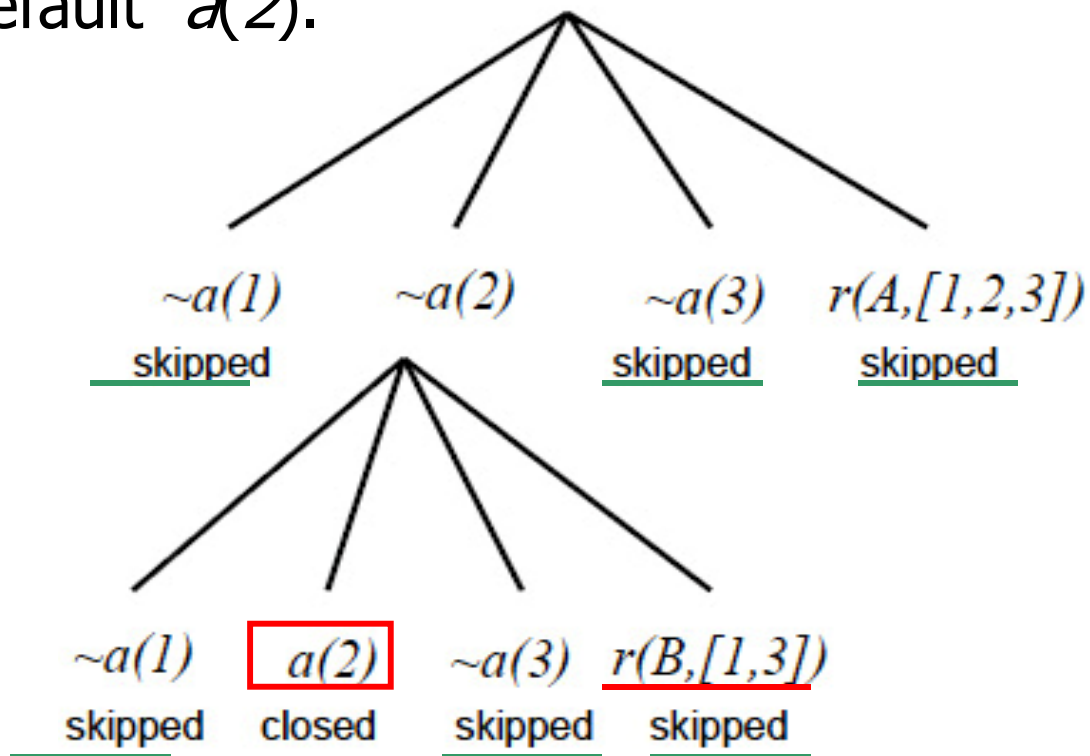 efault a(2).
~a(1) ~a(2) ~a(3) r(A,[1,2,3])
skipped skipped skipped
~a(1) a(2) ~a(3) r(B,[1,3])
skipped closed skipped skipped